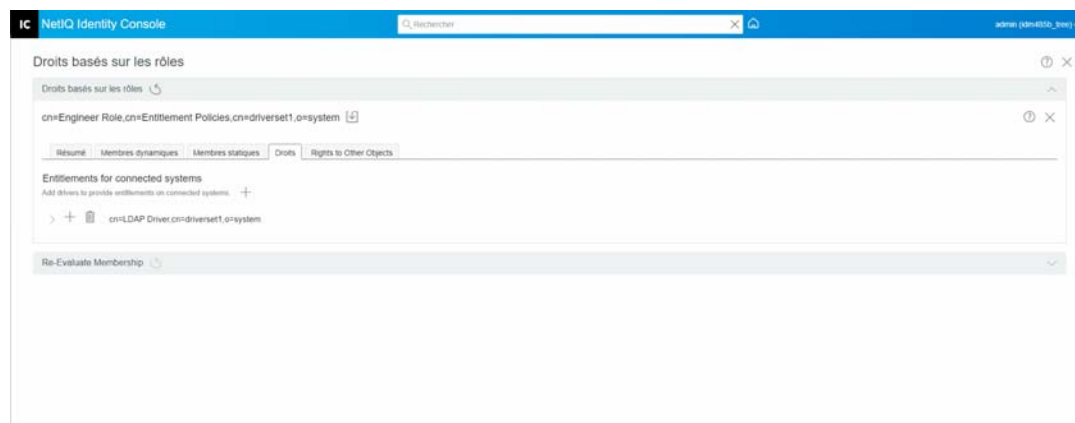 IC NetIQ Identity Console Rechercher admin (idm485b_tree)
Droits basés sur les rôles
Droits basés sur les rôles
cn=Engineer Role,cn=Entitlement Policies,cn=driverset1,o=system
Résumé Membres dynamiques Membres statiques Droits Rights to Other Objects
Entitlements for connected systems
Add drivers to provide entitlements on connected systems.
cn=LDAP Driver,cn=driverset1,o=system
Re-Evaluate Membership